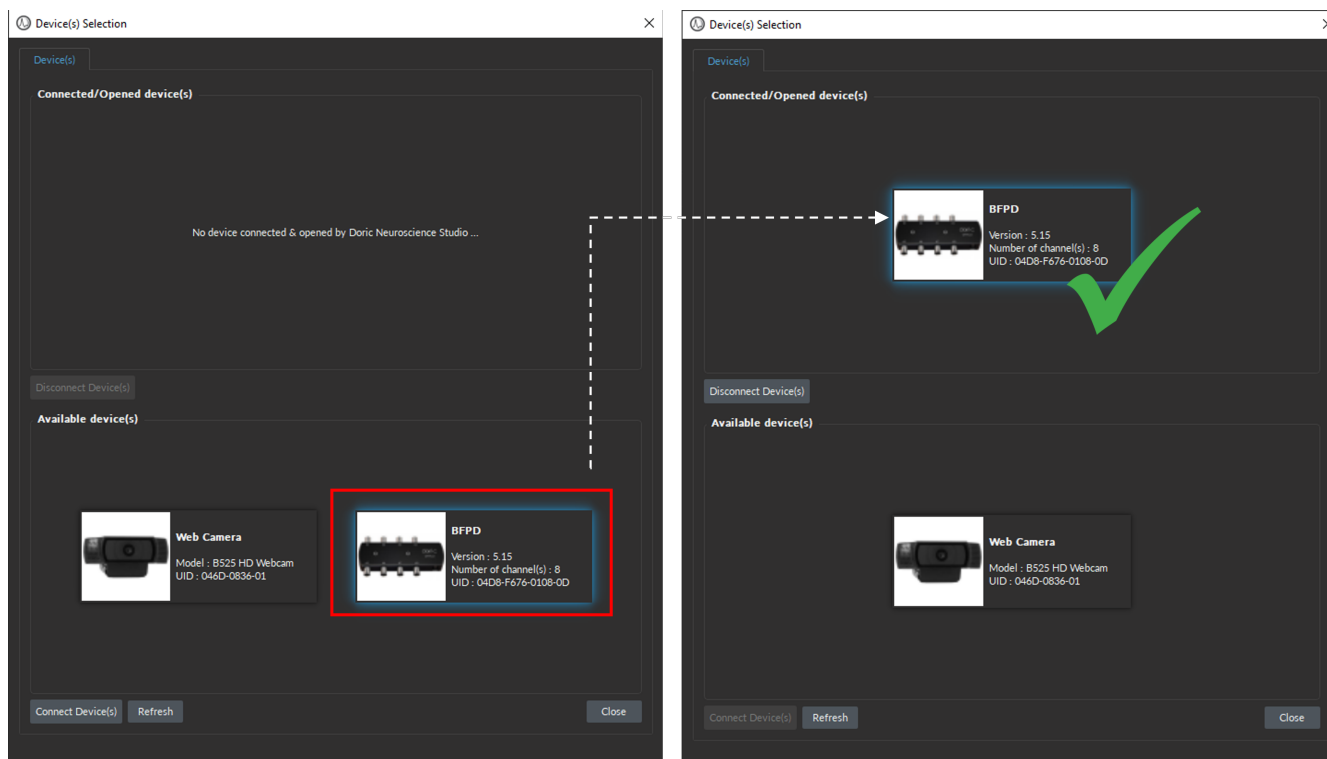 Device(s) Selection
Device(s)
Connected/Opened device(s)
No device connected & opened by Doric Neuroscience Studio ...
Disconnect Device(s)
Available device(s)
Web Camera
Model : B525 HD Webcam
UID : 046D-0836-01
BFPD
Version : 5.15
Number of channel(s) : 8
UID : 04D8-F676-0108-0D
Connect Device(s)
Refresh
Close
Device(s) Selection
Device(s)
Connected/Opened device(s)
BFPD
Version : 5.15
Number of channel(s) : 8
UID : 04D8-F676-0108-0D
Disconnect Device(s)
Available device(s)
Web Camera
Model : B525 HD Webcam
UID : 046D-0836-01
Connect Device(s)
Refresh
Close